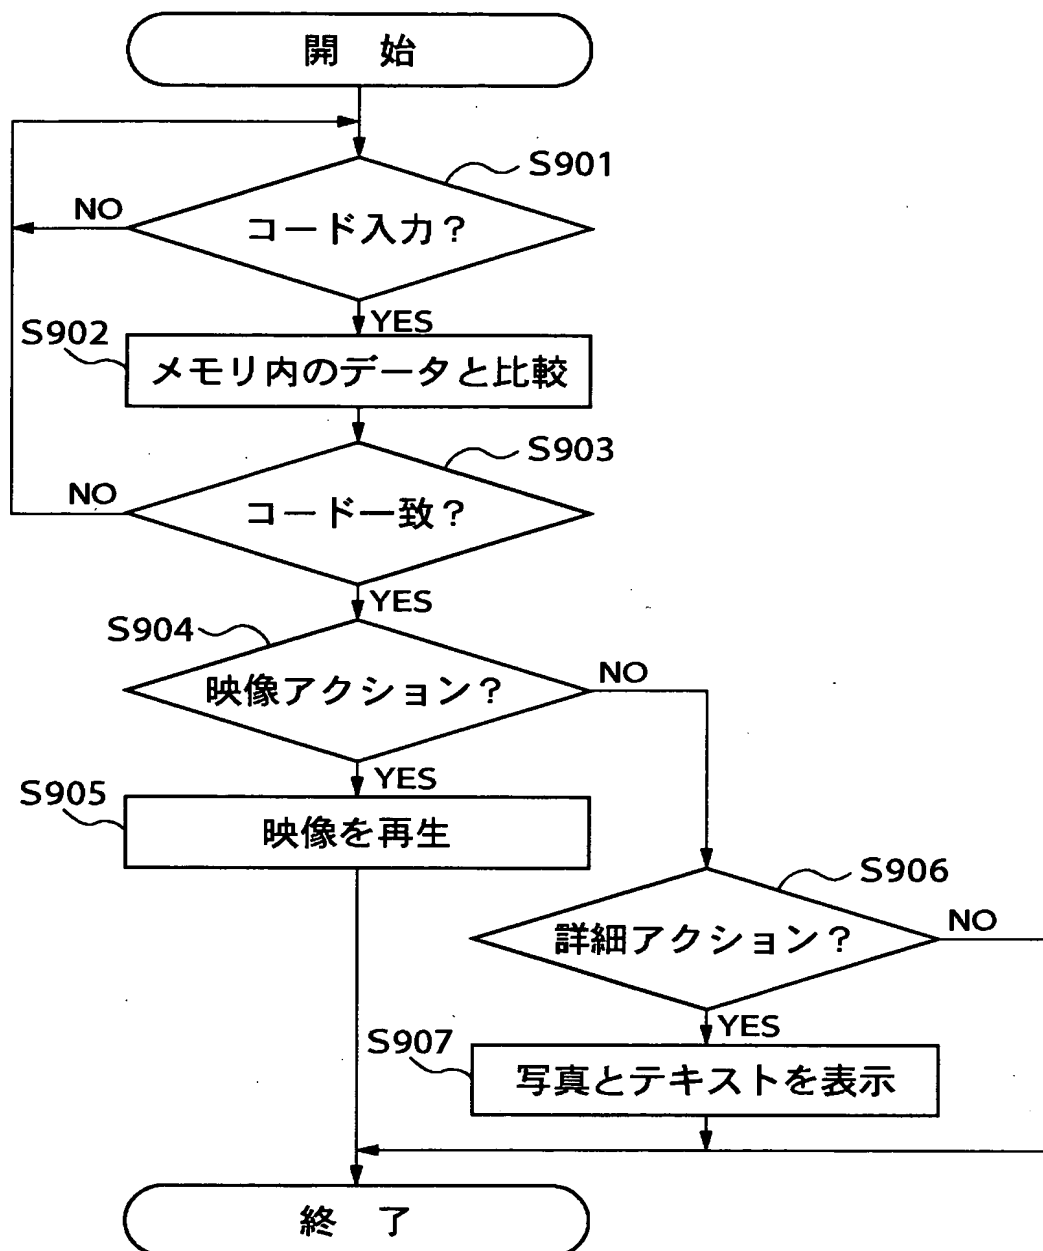 開 始
S901
NO
コード入力?
YES
S902
メモリ内のデータと比較
S903
NO
コード一致?
YES
S904
NO
映像アクション?
YES
S905
映像を再生
S906
NO
詳細アクション?
YES
S907
写真とテキストを表示
終 了